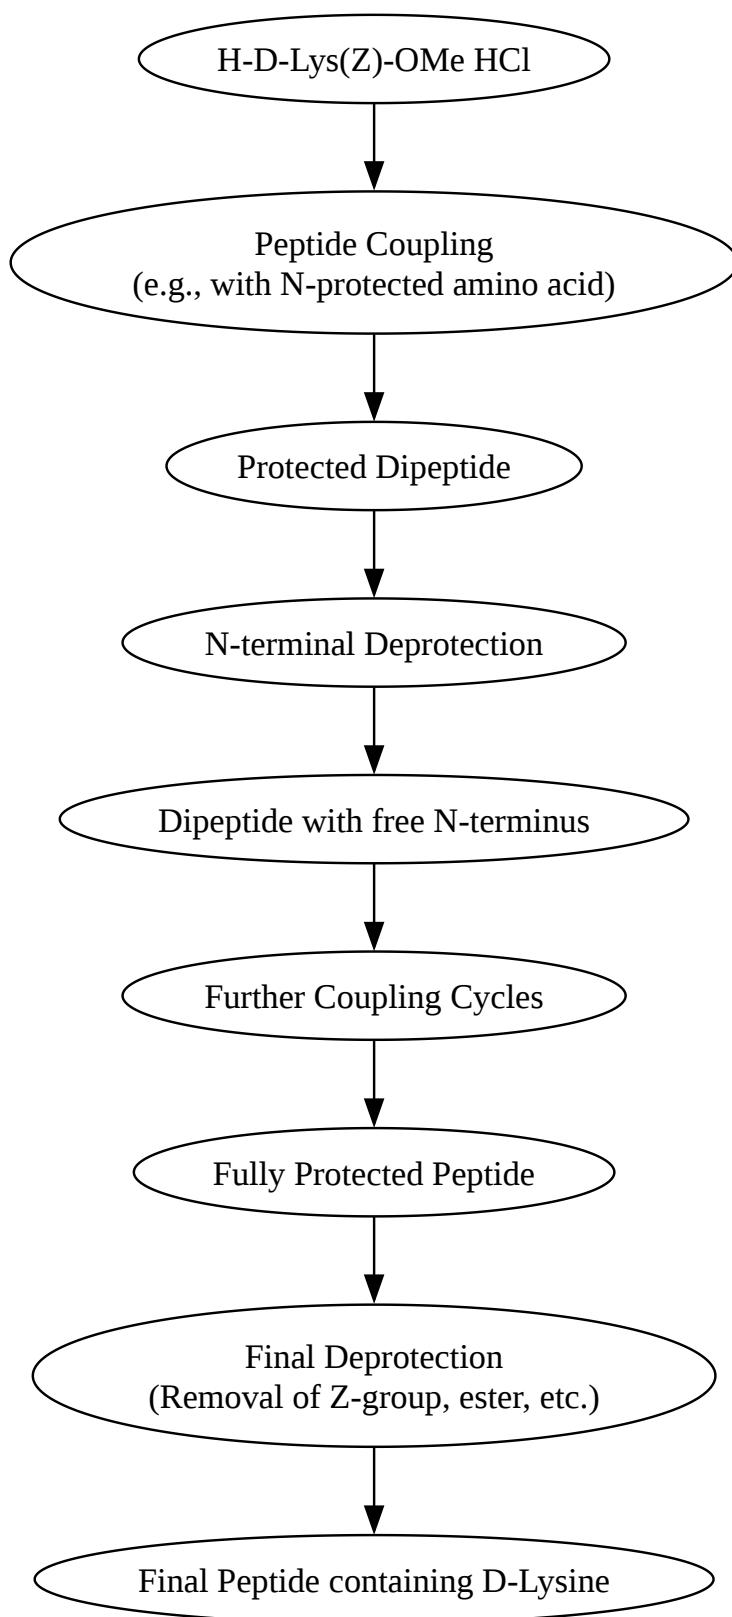 H-D-Lys(Z)-OMe HCl
Peptide Coupling
(e.g., with N-protected amino acid)
Protected Dipeptide
N-terminal Deprotection
Dipeptide with free N-terminus
Further Coupling Cycles
Fully Protected Peptide
Final Deprotection
(Removal of Z-group, ester, etc.)
Final Peptide containing D-Lysine